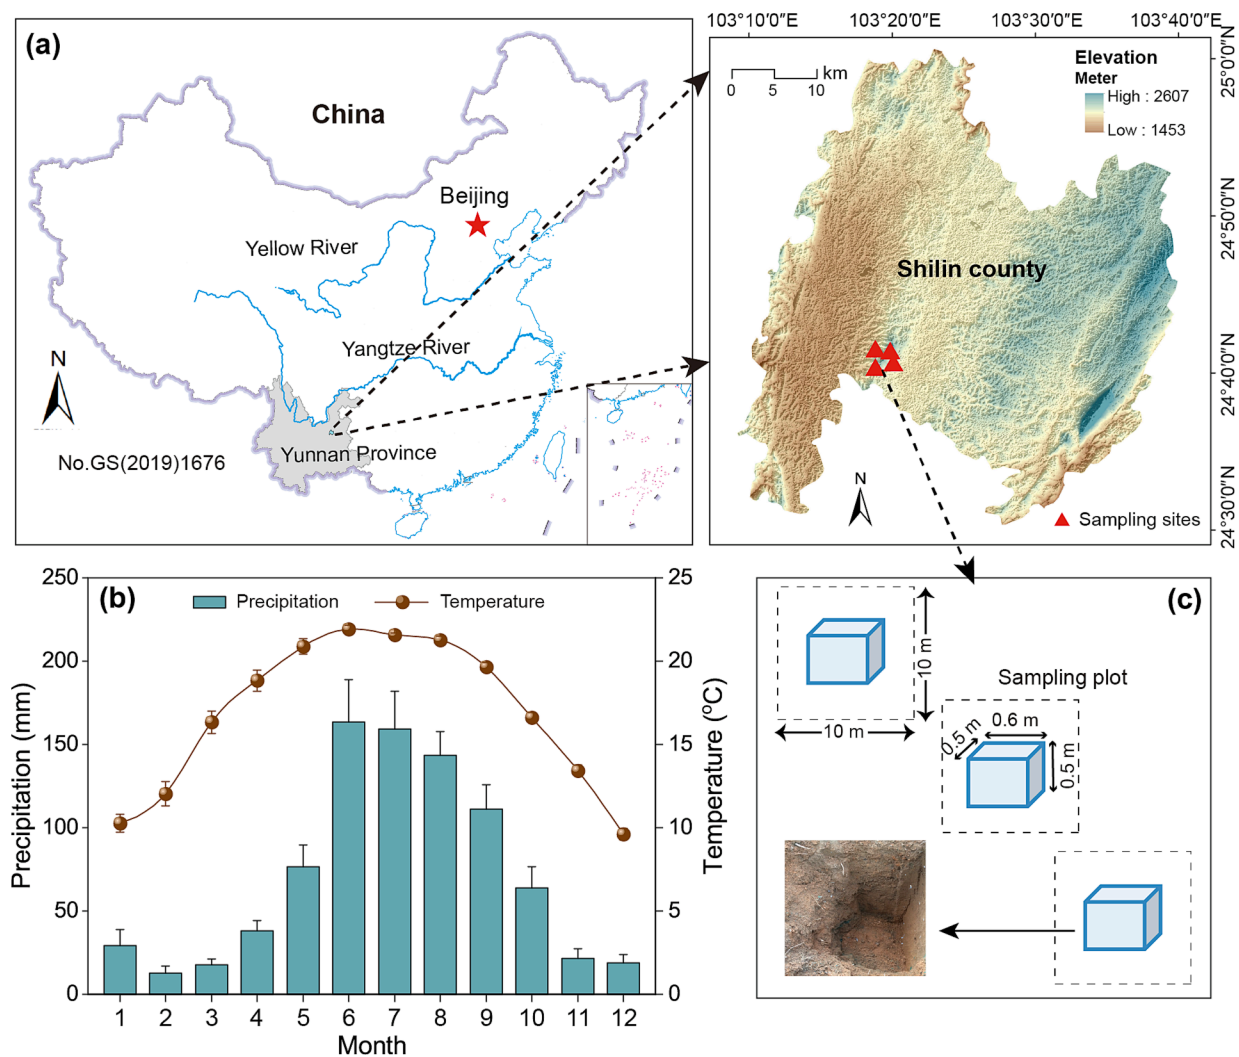 (a)
China
Beijing
Yellow River
Yangtze River
N
Yunnan Province
No.GS(2019)1676
103°10'0"E 103°20'0"E 103°30'0"E 103°40'0"E
km
0 5 10
Elevation
Meter
High : 2607
Low : 1453
25°0'0"N
24°50'0"N
24°40'0"N
24°30'0"N
Shilin county
N
Sampling sites
(b)
Precipitation
Temperature
250
200
150
100
50
0
Precipitation (mm)
25
20
15
10
5
0
Temperature (ºC)
1 2 3 4 5 6 7 8 9 10 11 12
Month
(c)
10 m
10 m
Sampling plot
0.5 m
0.6 m
0.5 m